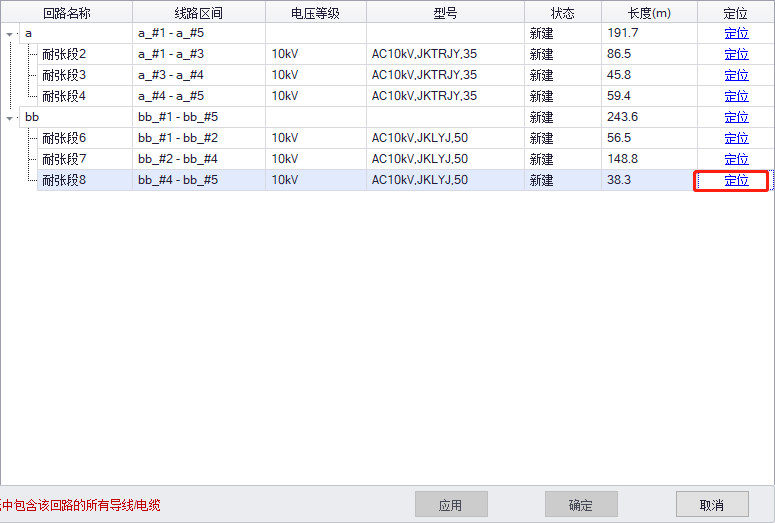 回路名称 线路区间 电压等级 型号 状态 长度(m) 定位
a a_#1 - a_#5 新建 191.7 定位
耐张段2 a_#1 - a_#3 10kV AC10kV,JKTRJY,35 新建 86.5 定位
耐张段3 a_#3 - a_#4 10kV AC10kV,JKTRJY,35 新建 45.8 定位
耐张段4 a_#4 - a_#5 10kV AC10kV,JKTRJY,35 新建 59.4 定位
bb bb_#1 - bb_#5 新建 243.6 定位
耐张段6 bb_#1 - bb_#2 10kV AC10kV,JKLYJ,50 新建 56.5 定位
耐张段7 bb_#2 - bb_#4 10kV AC10kV,JKLYJ,50 新建 148.8 定位
耐张段8 bb_#4 - bb_#5 10kV AC10kV,JKLYJ,50 新建 38.3 定位
中包含该回路的所有导线/电缆 应用 确定 取消